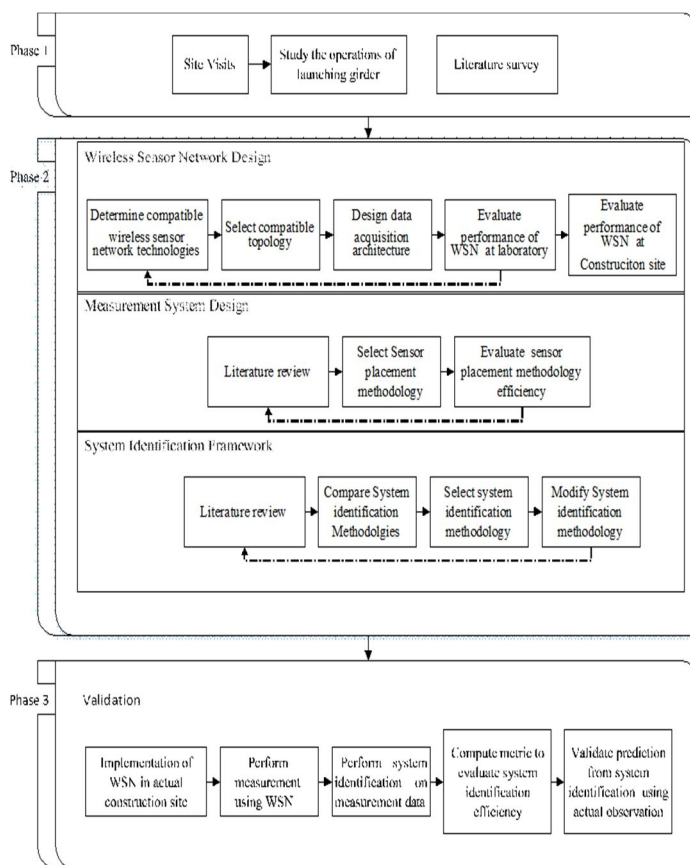 Phase 1
Site Visits
Study the operations of
launching girder
Literature survey
Phase 2
Wireless Sensor Network Design
Determine compatible
wireless sensor
network technologies
Select compatible
topology
Design data
acquisition
architecture
Evaluate
performance of
WSN at laboratory
Evaluate
performance of
WSN at
Construciton site
Measurement System Design
Literature review
Select Sensor
placement
methodology
Evaluate sensor
placement methodology
efficiency
System Identification Framework
Literature review
Compare System
identification
Methodolgies
Select system
identification
methodology
Modify System
identification
methodology
Phase 3
Validation
Implementation of
WSN in actual
construction site
Perform
measurement
using WSN
Perform system
identification on
measurement data
Compute metric to
evaluate system
identification
efficiency
Validate prediction
from system
identification using
actual observation